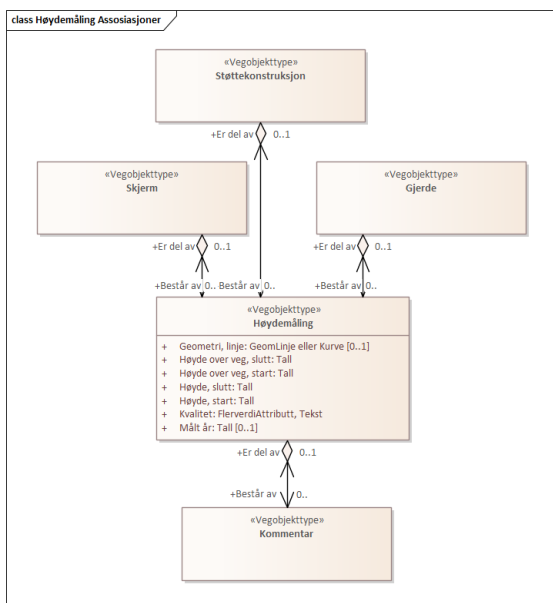 class Høydemåling Assosiasjoner
«Vegobjekttype»
Støttekonstruksjon
+Er del av 0..1
«Vegobjekttype»
Skjerm
«Vegobjekttype»
Gjerde
+Er del av 0..1
+Er del av 0..1
+Består av 0.. Består av 0..
+Består av 0..
«Vegobjekttype»
Høydemåling
+ Geometri, linje: GeomLinje eller Kurve [0..1]
+ Høyde over veg, slutt: Tall
+ Høyde over veg, start: Tall
+ Høyde, slutt: Tall
+ Høyde, start: Tall
+ Kvalitet: FlerverdiAttributt, Tekst
+ Målt år: Tall [0..1]
+Er del av 0..1
+Består av 0..
«Vegobjekttype»
Kommentar